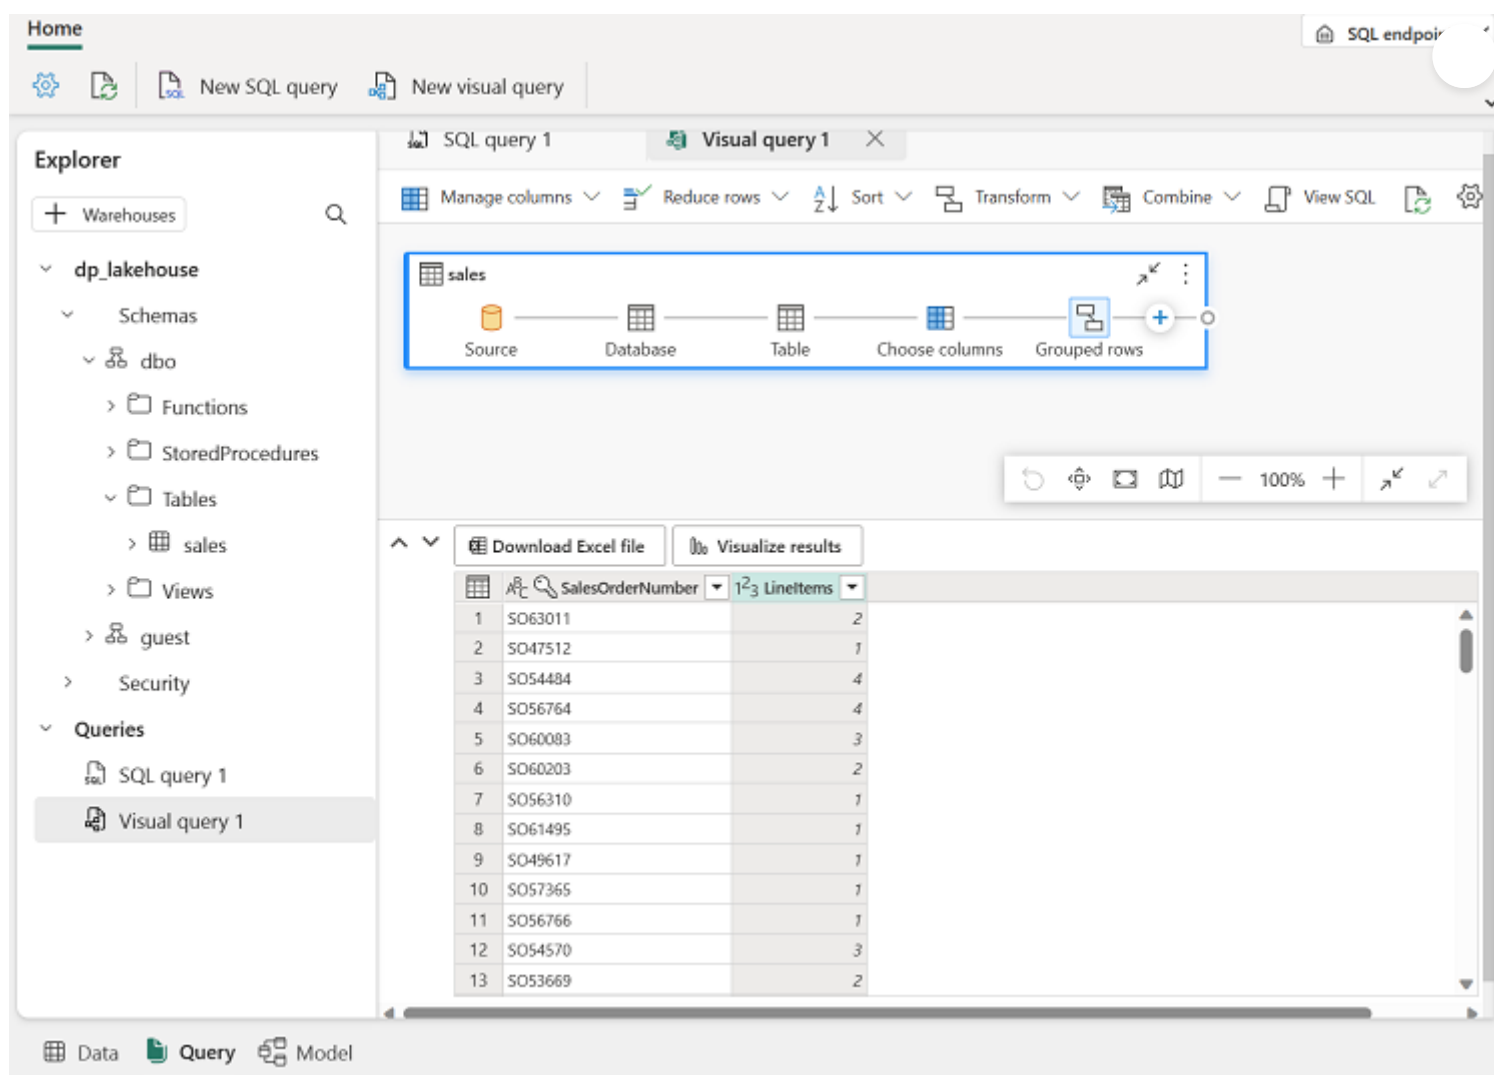 Home
SQL endpoi
New SQL query
New visual query
Explorer
Warehouses
dp_lakehouse
Schemas
dbo
Functions
StoredProcedures
Tables
sales
Views
guest
Security
Queries
SQL query 1
Visual query 1
SQL query 1
Visual query 1
Manage columns
Reduce rows
Sort
Transform
Combine
View SQL
sales
Source
Database
Table
Choose columns
Grouped rows
100%
Download Excel file
Visualize results
SalesOrderNumber 123 LineItems
1 SO63011 2
2 SO47512 1
3 SO54484 4
4 SO56764 4
5 SO60083 3
6 SO60203 2
7 SO56310 1
8 SO61495 1
9 SO49617 1
10 SO57365 1
11 SO56766 1
12 SO54570 3
13 SO53669 2
Data
Query
Model